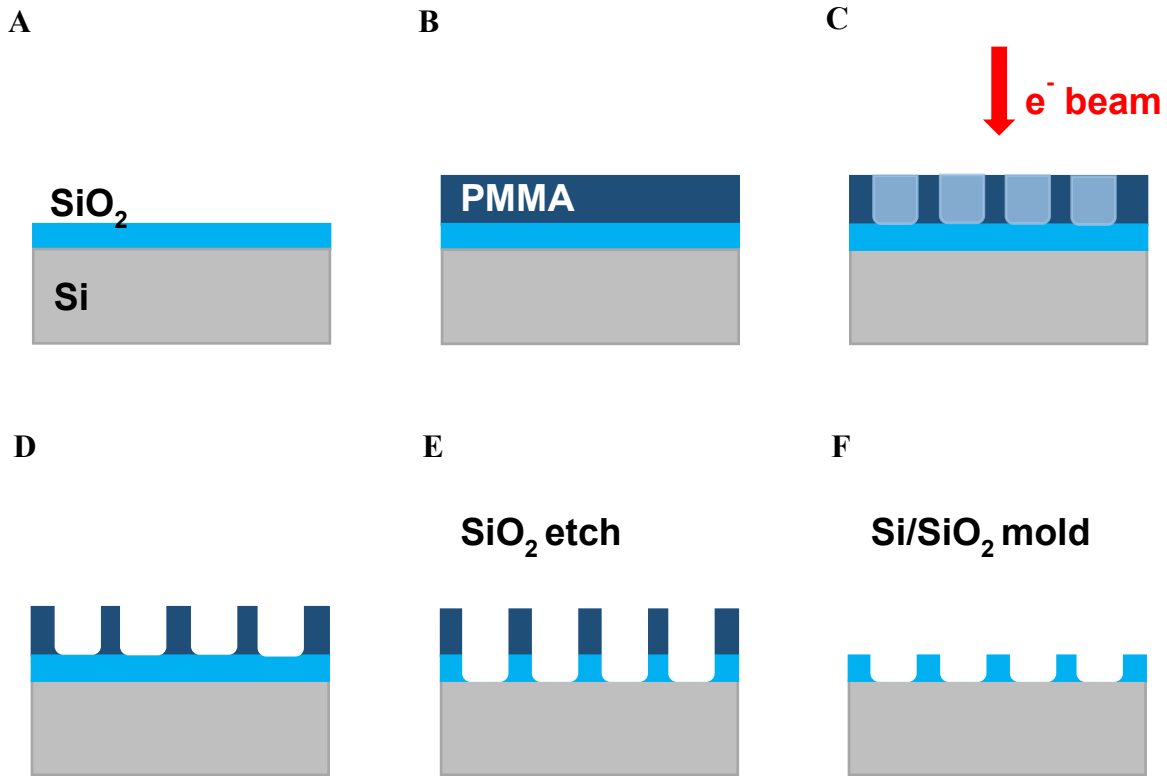 A
B
C
e⁻ beam
SiO₂
Si
PMMA
D
E
F
SiO₂ etch
Si/SiO₂ mold